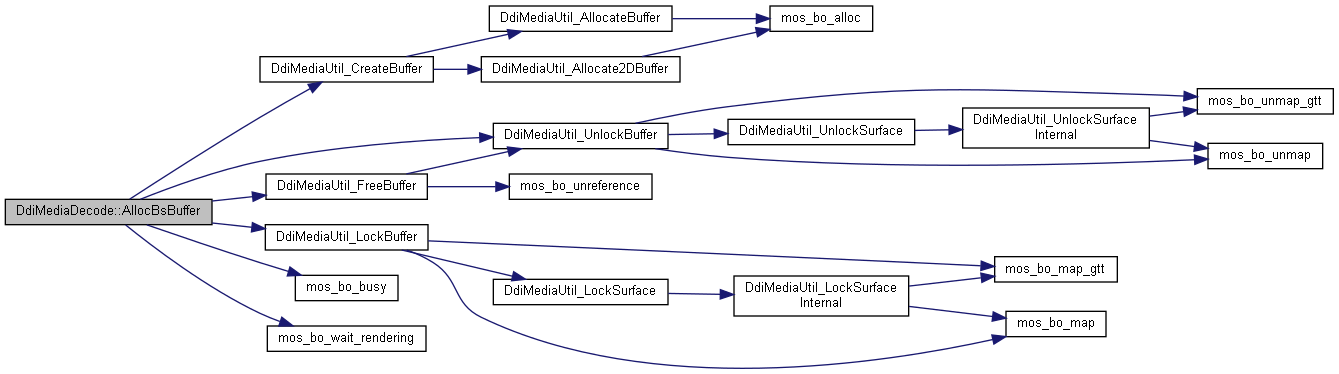 DdiMediaUtil_AllocateBuffer
mos_bo_alloc
DdiMediaUtil_CreateBuffer
DdiMediaUtil_Allocate2DBuffer
mos_bo_unmap_gtt
DdiMediaUtil_UnlockBuffer
DdiMediaUtil_UnlockSurface
DdiMediaUtil_UnlockSurface
Internal
mos_bo_unmap
DdiMediaUtil_FreeBuffer
mos_bo_unreference
DdiMediaDecode::AllocBsBuffer
DdiMediaUtil_LockBuffer
mos_bo_map_gtt
mos_bo_busy
DdiMediaUtil_LockSurface
DdiMediaUtil_LockSurface
Internal
mos_bo_map
mos_bo_wait_rendering